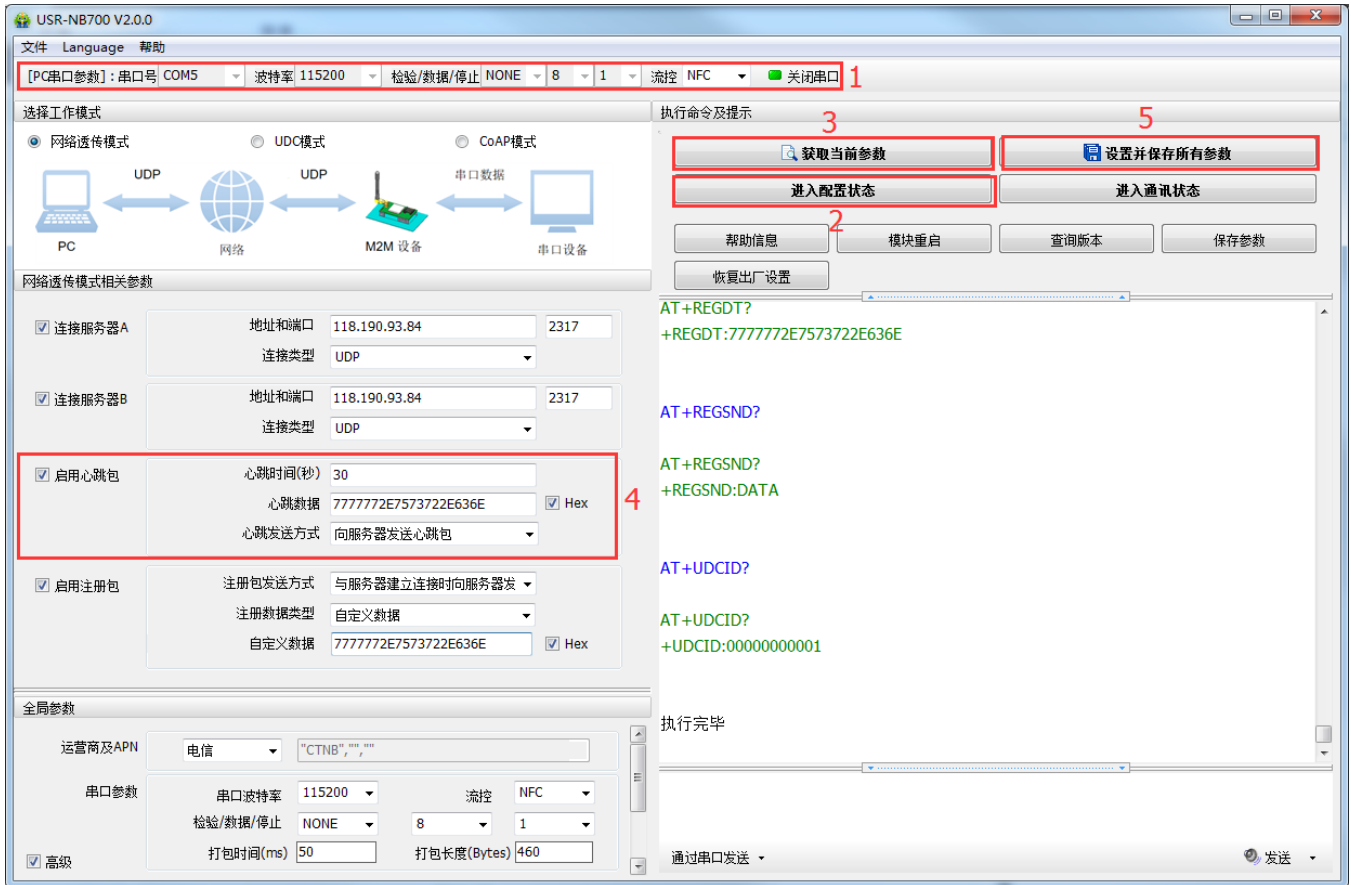 USR-NB700 V2.0.0
文件 Language 帮助
[PC串口参数]：串口号 COM5 波特率 115200 检验/数据/停止 NONE 8 1 流控 NFC 关闭串口 1
选择工作模式
网络透传模式 UDC模式 CoAP模式
UDP UDP 串口数据
PC 网络 M2M 设备 串口设备
网络透传模式相关参数
连接服务器A 地址和端口 118.190.93.84 2317
连接类型 UDP
连接服务器B 地址和端口 118.190.93.84 2317
连接类型 UDP
启用心跳包 心跳时间(秒) 30
心跳数据 7777772E7573722E636E Hex 4
心跳发送方式 向服务器发送心跳包
启用注册包 注册包发送方式 与服务器建立连接时向服务器发
注册数据类型 自定义数据
自定义数据 7777772E7573722E636E Hex
全局参数
运营商及APN 电信 "CTNB","",""
串口参数 串口波特率 115200 流控 NFC
检验/数据/停止 NONE 8 1
高级 打包时间(ms) 50 打包长度(Bytes) 460
执行命令及提示
3 5
获取当前参数 设置并保存所有参数
进入配置状态 进入通讯状态
2
帮助信息 模块重启 查询版本 保存参数
恢复出厂设置
AT+REGDT?
+REGDT:7777772E7573722E636E
AT+REGSND?
AT+REGSND?
+REGSND:DATA
AT+UDCID?
AT+UDCID?
+UDCID:00000000001
执行完毕
通过串口发送 发送